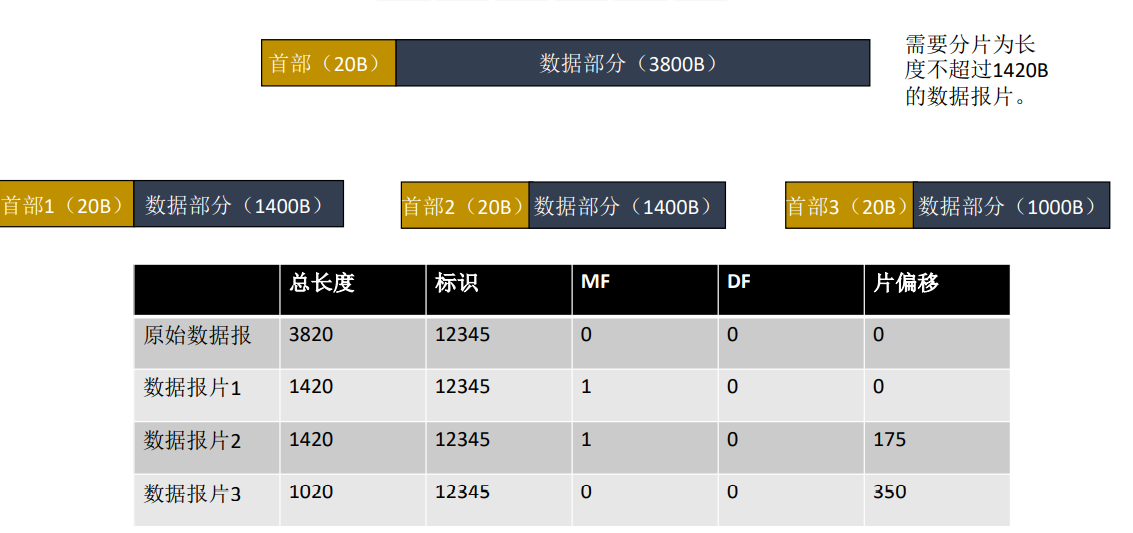 首部（20B） 数据部分（3800B）
需要分片为长
度不超过1420B
的数据报片。
首部1（20B） 数据部分（1400B）
首部2（20B） 数据部分（1400B）
首部3（20B） 数据部分（1000B）
总长度 标识 MF DF 片偏移
原始数据报 3820 12345 0 0 0
数据报片1 1420 12345 1 0 0
数据报片2 1420 12345 1 0 175
数据报片3 1020 12345 0 0 350